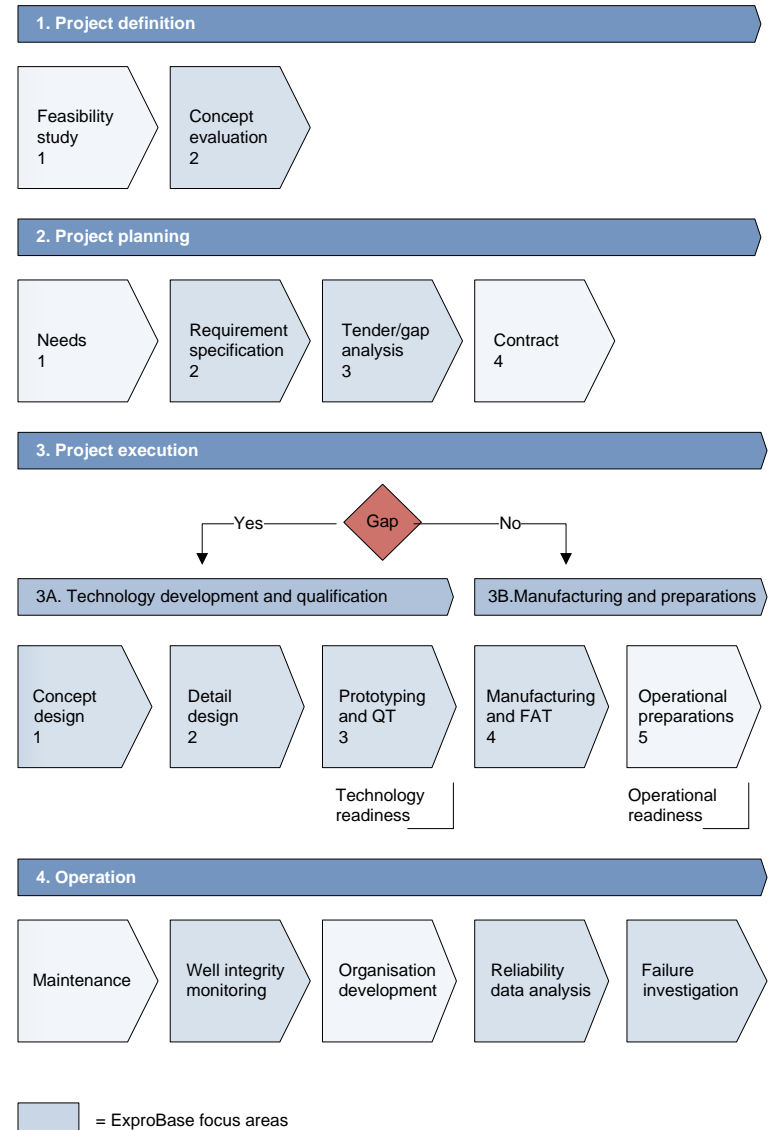 1. Project definition
Feasibility
study
1
Concept
evaluation
2
2. Project planning
Needs
1
Requirement
specification
2
Tender/gap
analysis
3
Contract
4
3. Project execution
Gap
Yes
No
3A. Technology development and qualification
3B.Manufacturing and preparations
Concept
design
1
Detail
design
2
Prototyping
and QT
3
Manufacturing
and FAT
4
Operational
preparations
5
Technology
readiness
Operational
readiness
4. Operation
Maintenance
Well integrity
monitoring
Organisation
development
Reliability
data analysis
Failure
investigation
= ExproBase focus areas